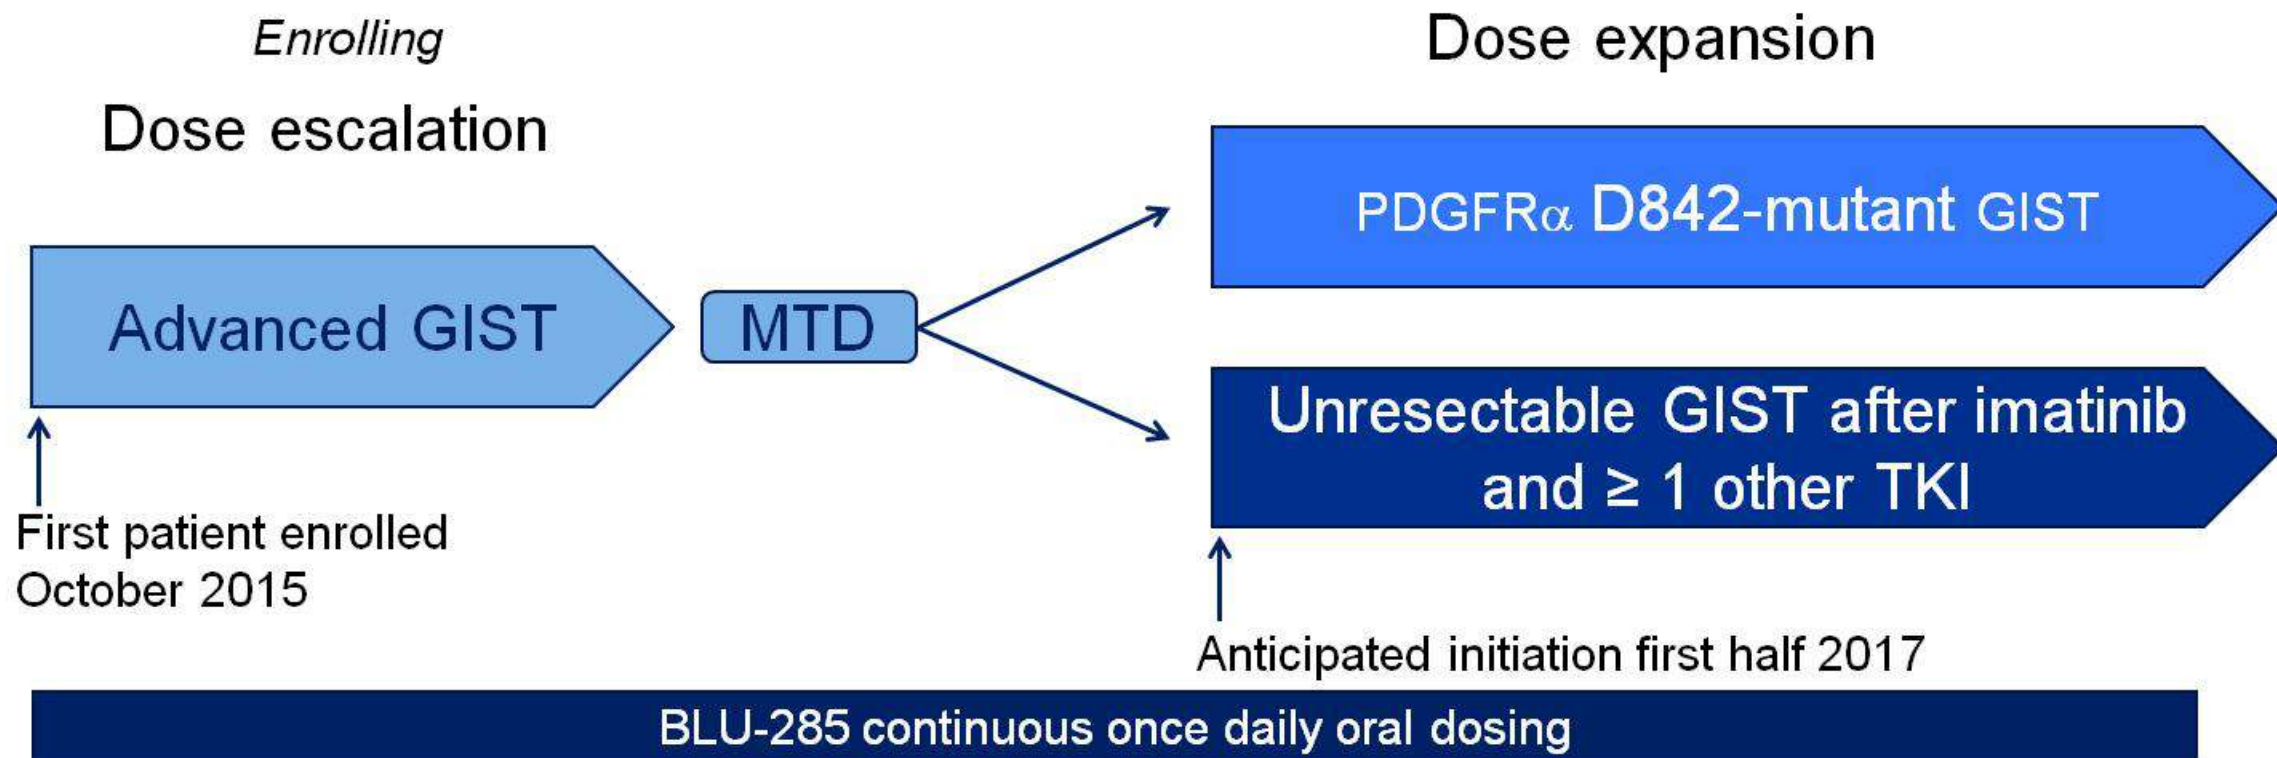 Enrolling
Dose escalation
Advanced GIST
First patient enrolled
October 2015
MTD
Dose expansion
PDGFRα D842-mutant GIST
Unresectable GIST after imatinib
and ≥ 1 other TKI
Anticipated initiation first half 2017
BLU-285 continuous once daily oral dosing